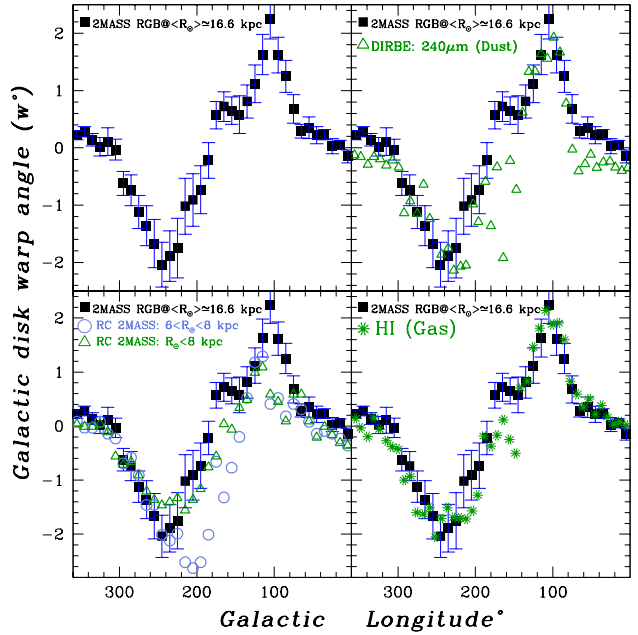 2MASS RGB@<R⊙>≃16.6 kpc
2MASS RGB@<R⊙>≃16.6 kpc
DIRBE: 240μm (Dust)
2
1
0
-1
-2
Galactic disk warp angle (w°)
2MASS RGB@<R⊙>≃16.6 kpc
RC 2MASS: 6<R⊙<8 kpc
RC 2MASS: R⊙<8 kpc
2MASS RGB@<R⊙>≃16.6 kpc
HI (Gas)
2
1
0
-1
-2
300 200 100 300 200 100
Galactic Longitude°